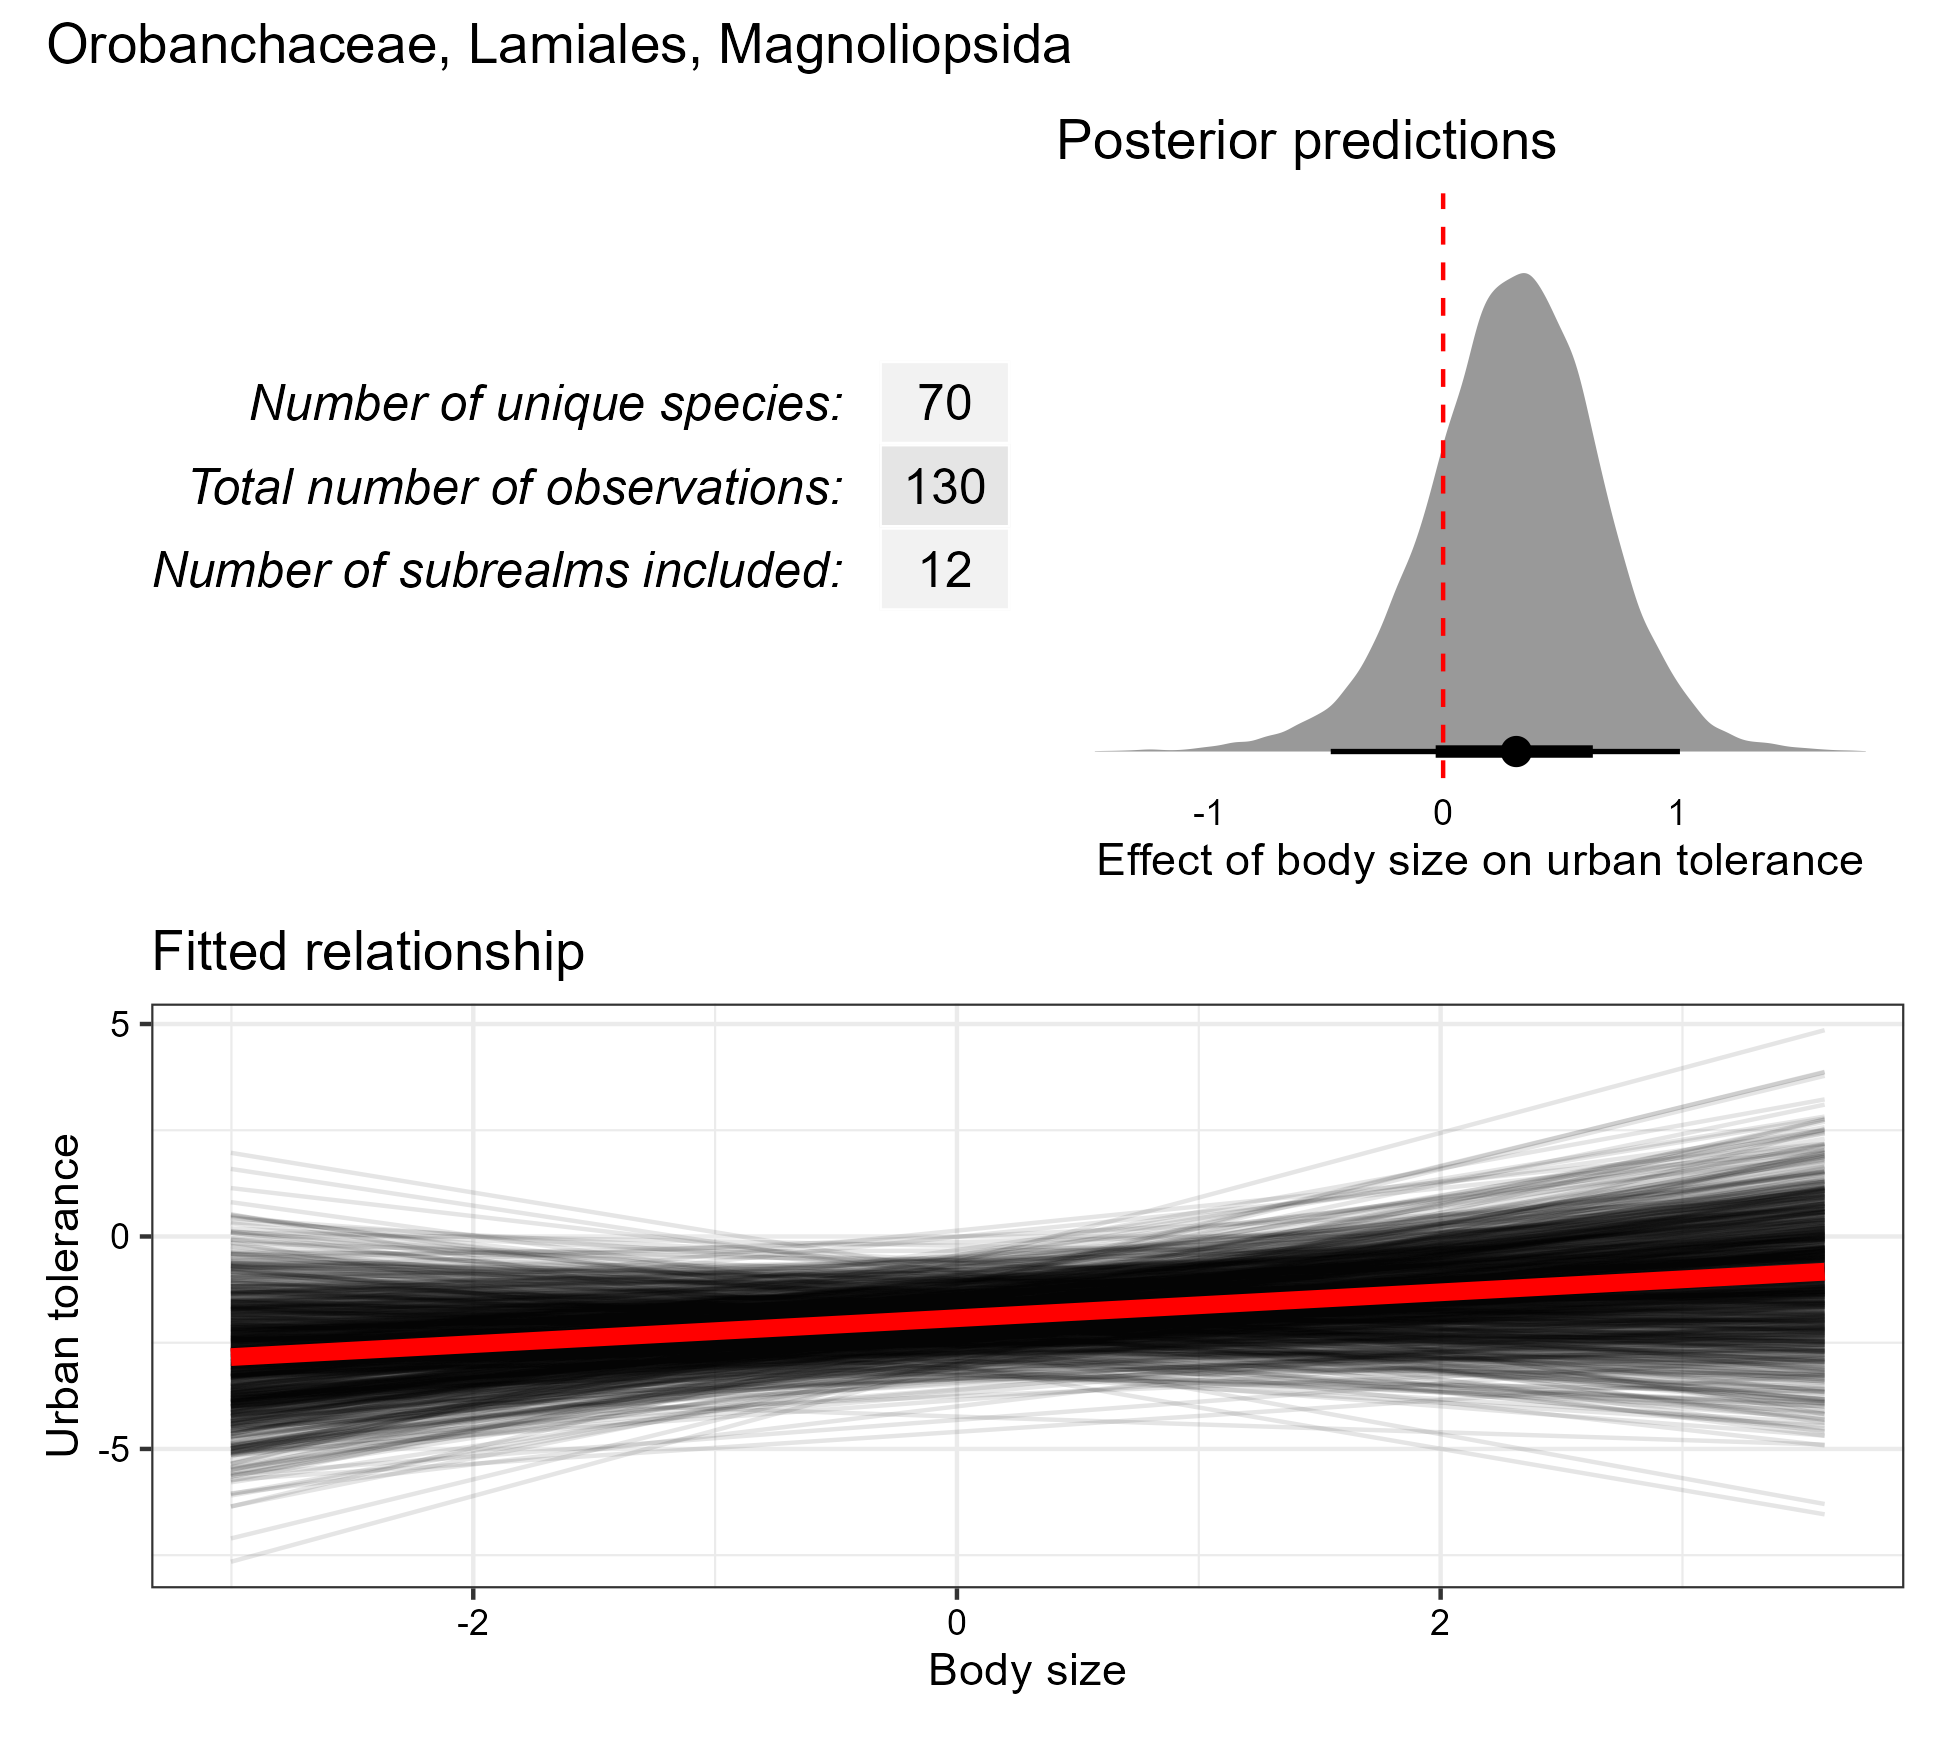 Orobanchaceae, Lamiales, Magnoliopsida
Posterior predictions
Number of unique species: 70
Total number of observations: 130
Number of subrealms included: 12
-1 0 1
Effect of body size on urban tolerance
Fitted relationship
5
0
-5
Urban tolerance
-2 0 2
Body size